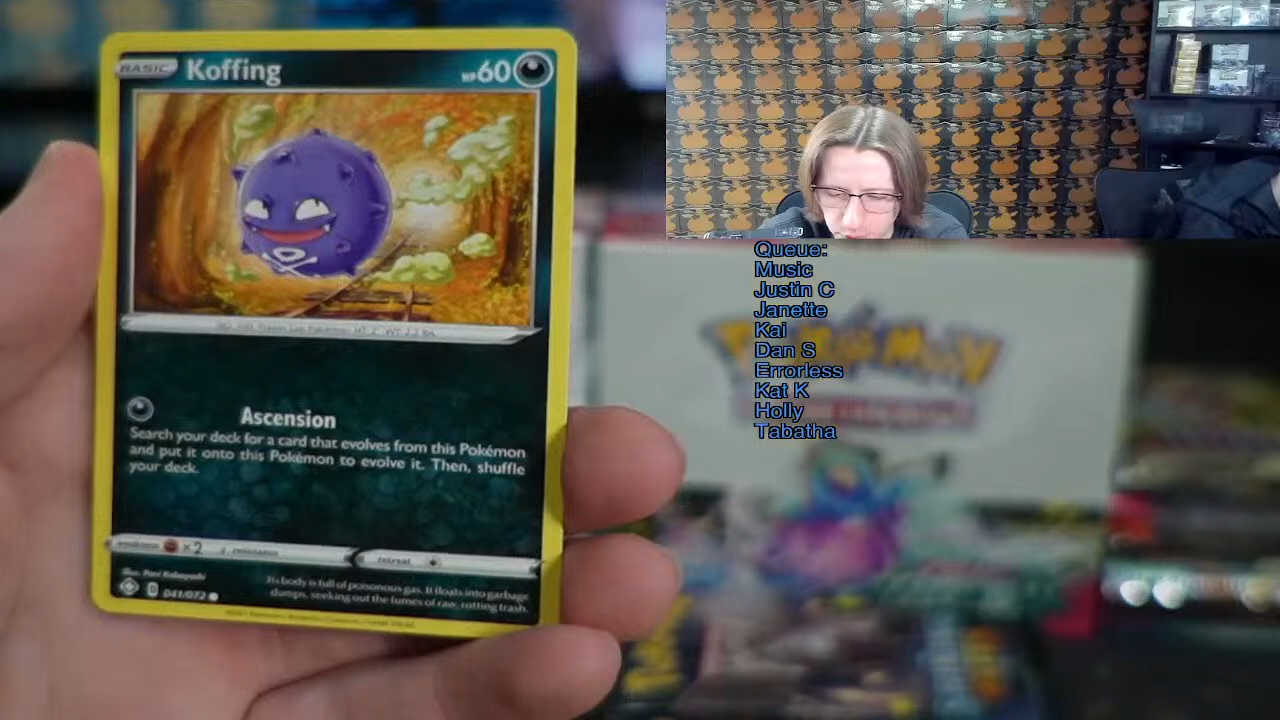 BASIC Koffing HP60
Ascension
Search your deck for a card that evolves from this Pokémon
and put it onto this Pokémon to evolve it. Then, shuffle
your deck.
weakness ×2 resistance retreat
041/072
Its body is full of poisonous gas. It floats into garbage
dumps, seeking out the fumes of raw, rotting trash.
Queue:
Music
Justin C
Janette
Kai
Dan S
Errorless
Kat K
Holly
Tabatha
Pokémon